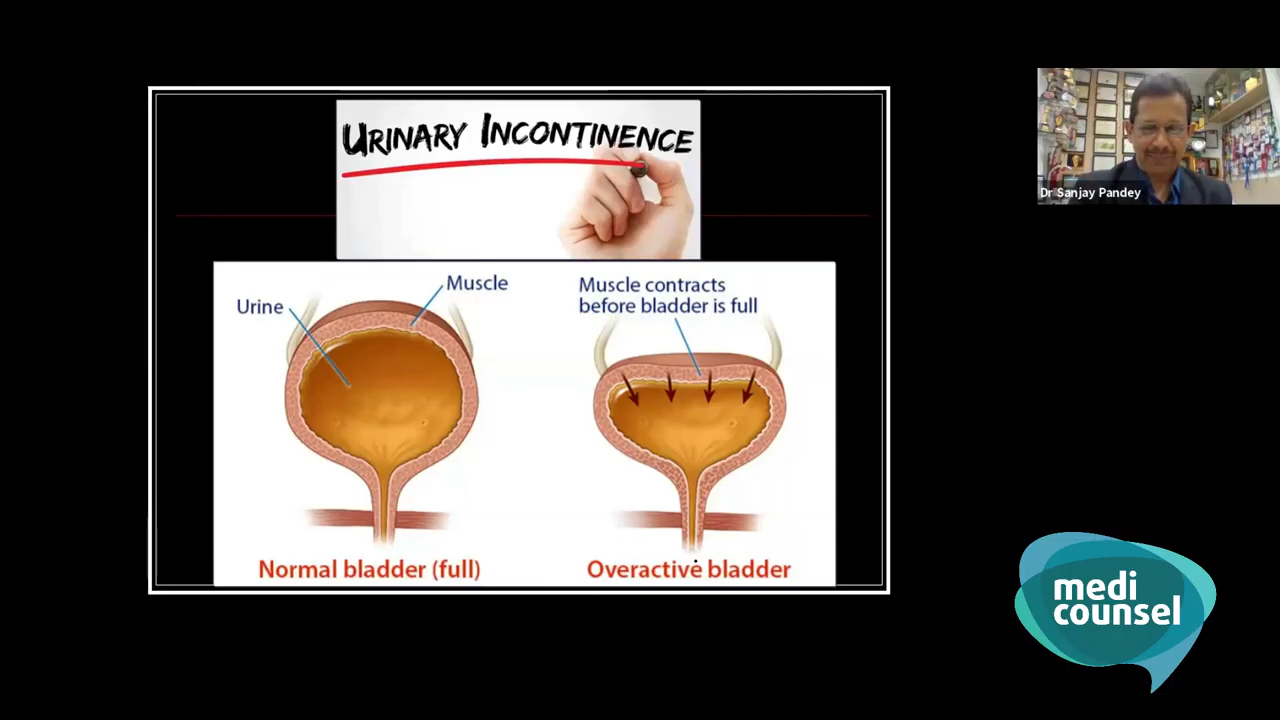 URINARY INCONTINENCE
Urine
Muscle
Muscle contracts
before bladder is full
Normal bladder (full)
Overactive bladder
Dr Sanjay Pandey
medi
counsel